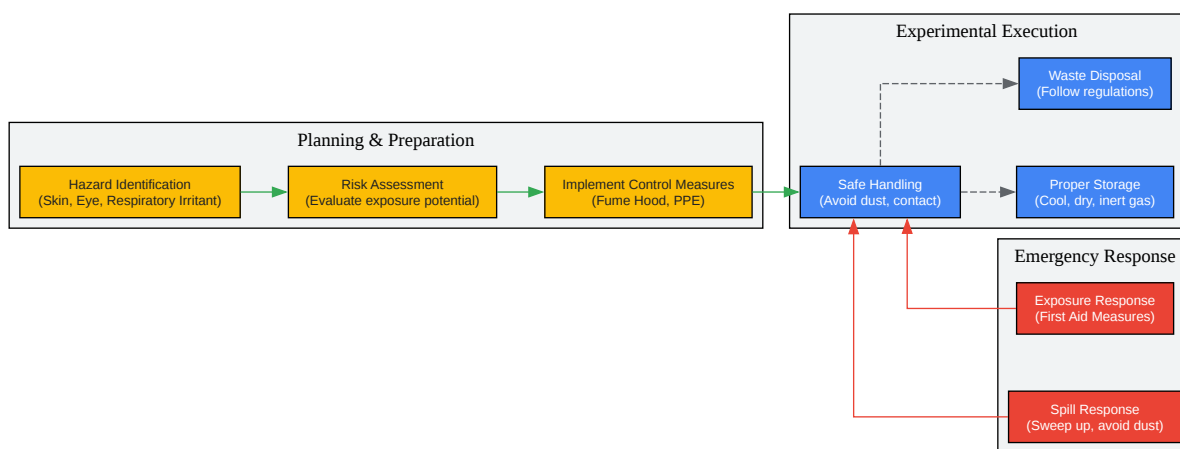 Planning & Preparation
Hazard Identification
(Skin, Eye, Respiratory Irritant)
Risk Assessment
(Evaluate exposure potential)
Implement Control Measures
(Fume Hood, PPE)
Experimental Execution
Waste Disposal
(Follow regulations)
Safe Handling
(Avoid dust, contact)
Proper Storage
(Cool, dry, inert gas)
Emergency Response
Exposure Response
(First Aid Measures)
Spill Response
(Sweep up, avoid dust)